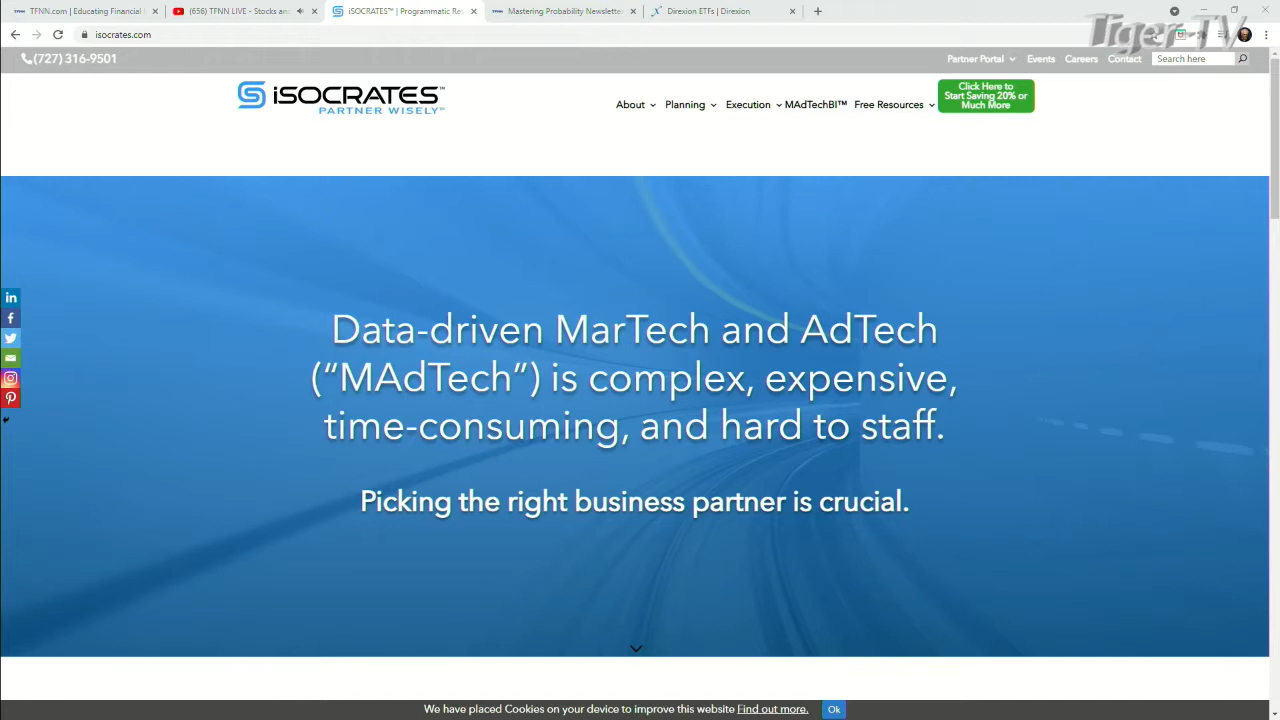 TFNN.com | Educating Financial I
(656) TFNN LIVE - Stocks an
iSOCRATES™ | Programmatic Re
Mastering Probability Newsletter
Direxion ETFs | Direxion
isocrates.com
Tiger TV
(727) 316-9501
Partner Portal
Events
Careers
Contact
Search here
iSOCRATES™
PARTNER WISELY™
About
Planning
Execution
MAdTechBI™
Free Resources
Click Here to
Start Saving 20% or
Much More
Data-driven MarTech and AdTech
(“MAdTech”) is complex, expensive,
time-consuming, and hard to staff.
Picking the right business partner is crucial.
We have placed Cookies on your device to improve this website Find out more. Ok